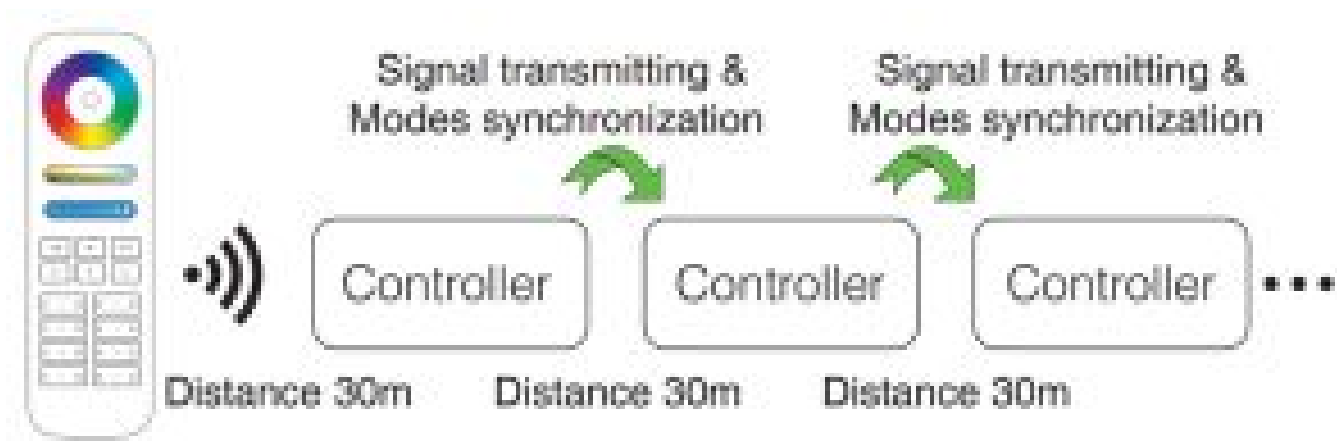 Signal transmitting &
Modes synchronization
Signal transmitting &
Modes synchronization
Controller
Controller
Controller
Distance 30m
Distance 30m
Distance 30m